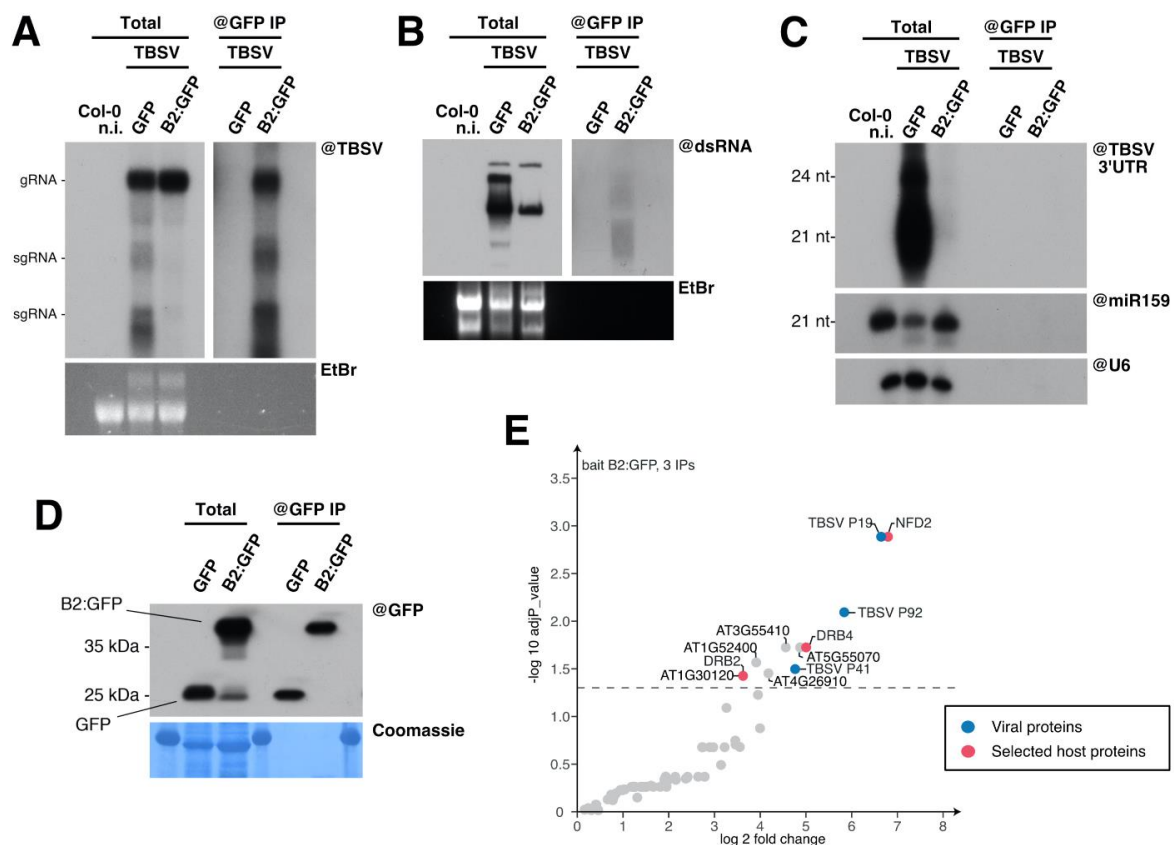 A
Total
@GFP IP
TBSV
TBSV
Col-0
n.i.
GFP
B2:GFP
GFP
B2:GFP
@TBSV
gRNA -
sgRNA -
sgRNA -
EtBr
B
Total
@GFP IP
TBSV
TBSV
Col-0
n.i.
GFP
B2:GFP
GFP
B2:GFP
@dsRNA
EtBr
C
Total
@GFP IP
TBSV
TBSV
Col-0
n.i.
GFP
B2:GFP
GFP
B2:GFP
@TBSV
3'UTR
24 nt-
21 nt-
@miR159
21 nt-
@U6
D
Total
@GFP IP
GFP
B2:GFP
GFP
B2:GFP
@GFP
B2:GFP
35 kDa -
25 kDa -
GFP
Coomassie
E
bait B2:GFP, 3 IPs
-log 10 adjP_value
3.5
3.0
2.5
2.0
1.5
1.0
0.5
0
TBSV P19
NFD2
TBSV P92
AT3G55410
DRB4
AT1G52400
AT5G55070
DRB2
TBSV P41
AT1G30120
AT4G26910
0 1 2 3 4 5 6 7 8
log 2 fold change
Viral proteins
Selected host proteins